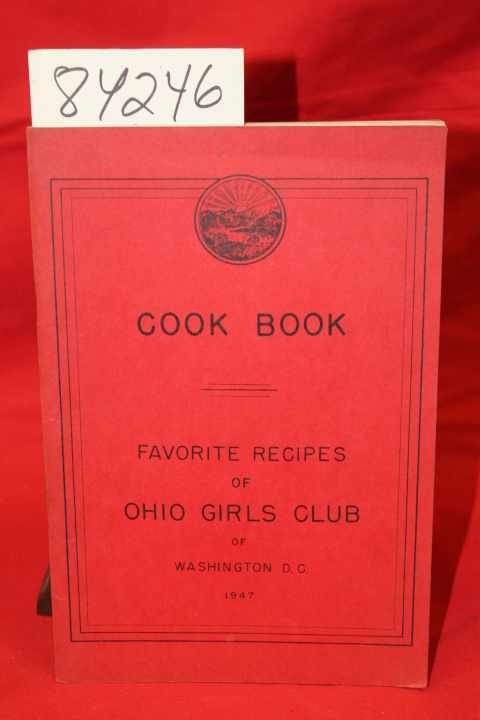 84246
COOK BOOK
FAVORITE RECIPES
OF
OHIO GIRLS CLUB
OF
WASHINGTON D.C.
1947